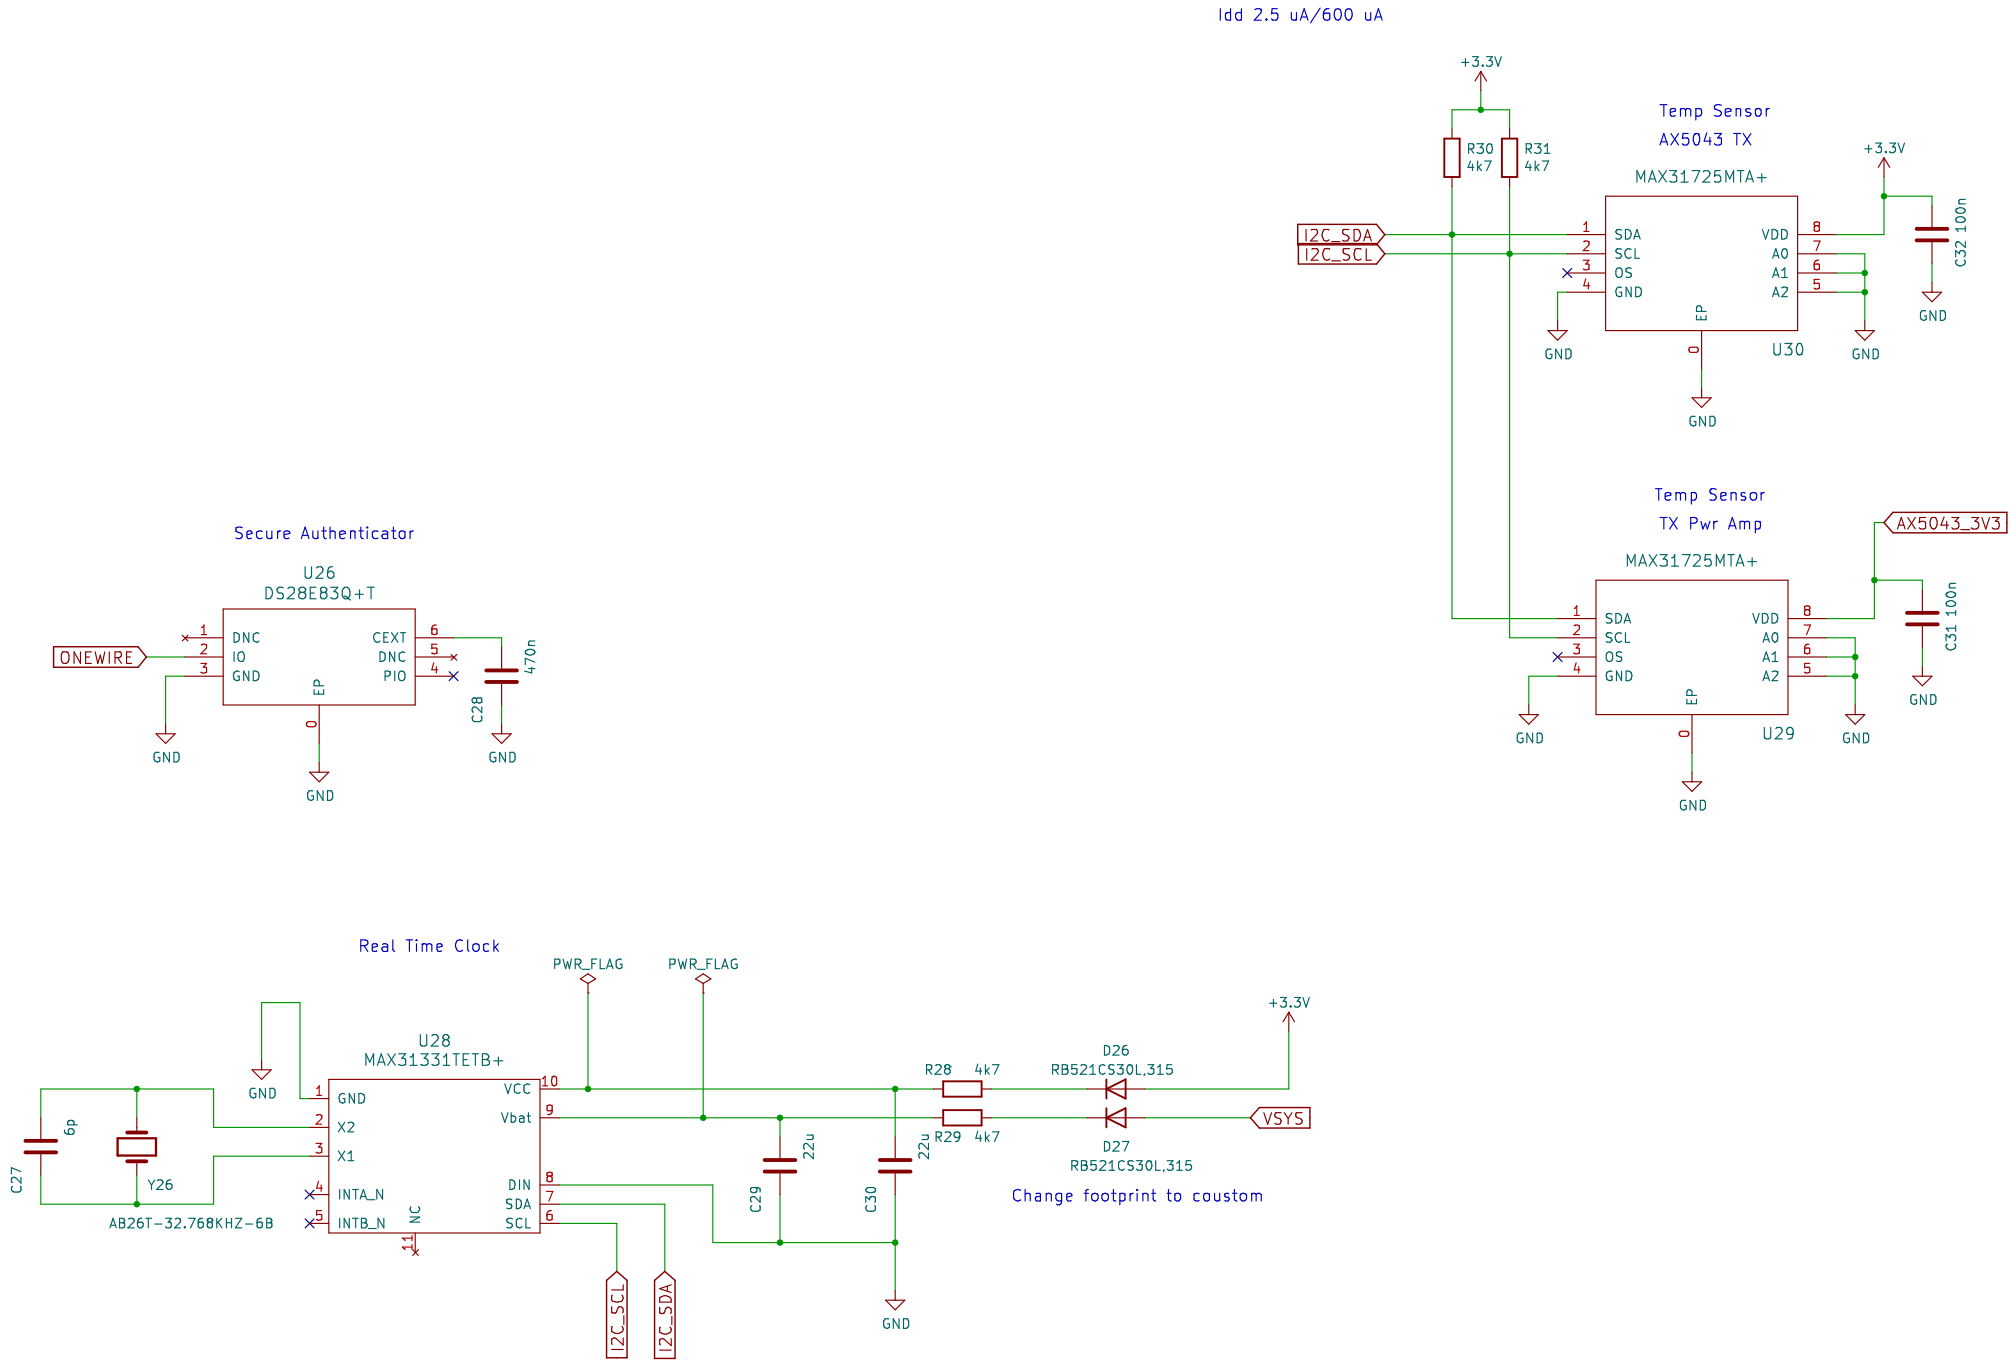 Idd 2.5 uA/600 uA
+3.3V
R30
4k7
R31
4k7
I2C_SDA
I2C_SCL
Temp Sensor
AX5043 TX
MAX31725MTA+
+3.3V
1
2
3
4
SDA
SCL
OS
GND
EP
0
VDD
A0
A1
A2
8
7
6
5
C32 100n
GND
GND
U30
GND
GND
Temp Sensor
TX Pwr Amp
AX5043_3V3
MAX31725MTA+
1
2
3
4
SDA
SCL
OS
GND
EP
0
VDD
A0
A1
A2
8
7
6
5
C31 100n
GND
GND
U29
GND
GND
Secure Authenticator
U26
DS28E83Q+T
ONEWIRE
1
2
3
DNC
IO
GND
EP
0
CEXT
DNC
PIO
6
5
4
470n
C28
GND
GND
GND
Real Time Clock
PWR_FLAG
PWR_FLAG
+3.3V
U28
MAX31331TETB+
GND
1
2
3
4
5
GND
X2
X1
INTA_N
INTB_N
NC
11
VCC
Vbat
DIN
SDA
SCL
10
9
8
7
6
6p
C27
Y26
AB26T-32.768KHZ-6B
R28
4k7
R29
4k7
D26
RB521CS30L,315
D27
RB521CS30L,315
VSYS
22u
C29
22u
C30
Change footprint to coustom
I2C_SCL
I2C_SDA
GND